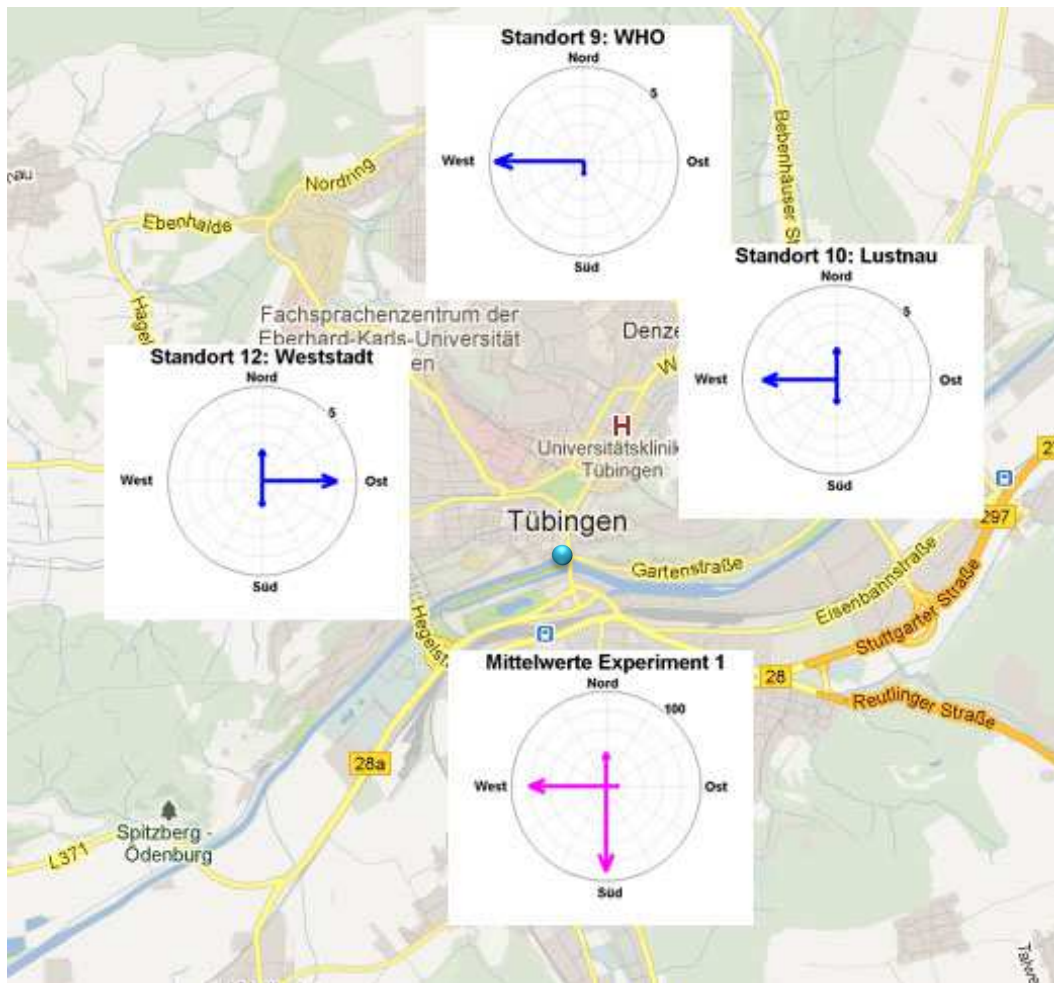 Standort 9: WHO
Nord
5
West
Ost
Süd
Nordring
Ebenhalde
Bebenhäuser St
Standort 10: Lustnau
Nord
5
West
Ost
Süd
Hagel
Fachsprachenzentrum der
Eberhard-Karls-Universität
en
Denze
W
Standort 12: Weststadt
Nord
5
West
Ost
Süd
H
Universitätsklinik
Tübingen
297
Tübingen
Gartenstraße
Eisenbahnstraße
Stuttgarter Straße
Hegelst
28
Reutlinger Straße
Mittelwerte Experiment 1
Nord
100
West
Ost
Süd
28a
Spitzberg -
Ödenburg
L371
Talwe